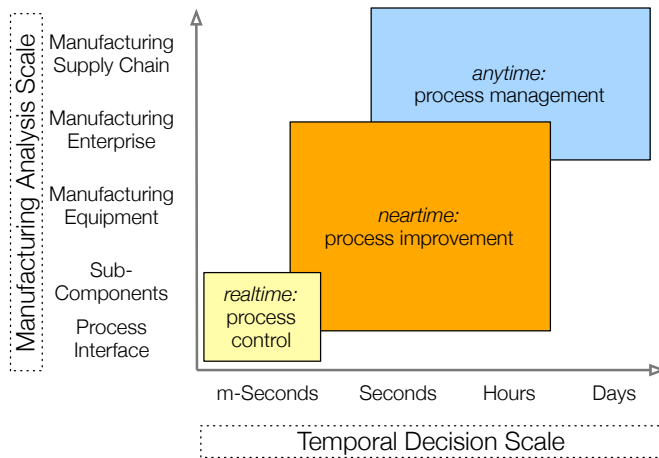 Manufacturing Analysis Scale
Manufacturing
Supply Chain
Manufacturing
Enterprise
Manufacturing
Equipment
Sub-
Components
Process
Interface
anytime:
process management
neartime:
process improvement
realtime:
process
control
m-Seconds
Seconds
Hours
Days
Temporal Decision Scale